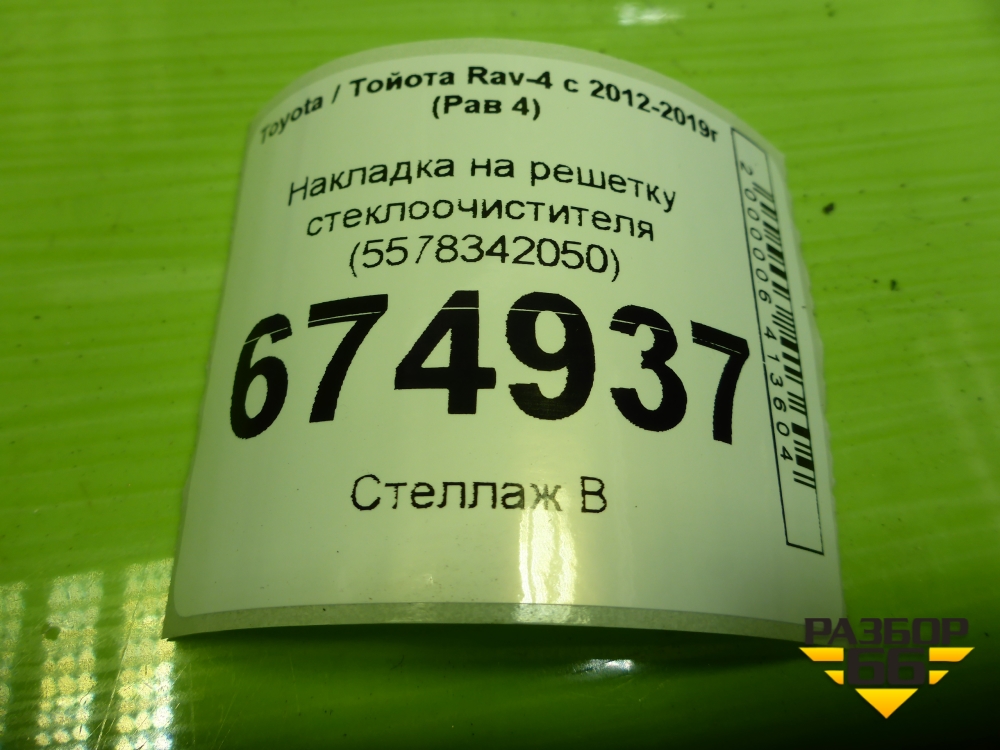 Toyota / Тойота Rav-4 с 2012-2019г
(Рав 4)
Накладка на решетку
стеклоочистителя
(5578342050)
674937
Стеллаж В
2000006413604
РАЗБОР
66